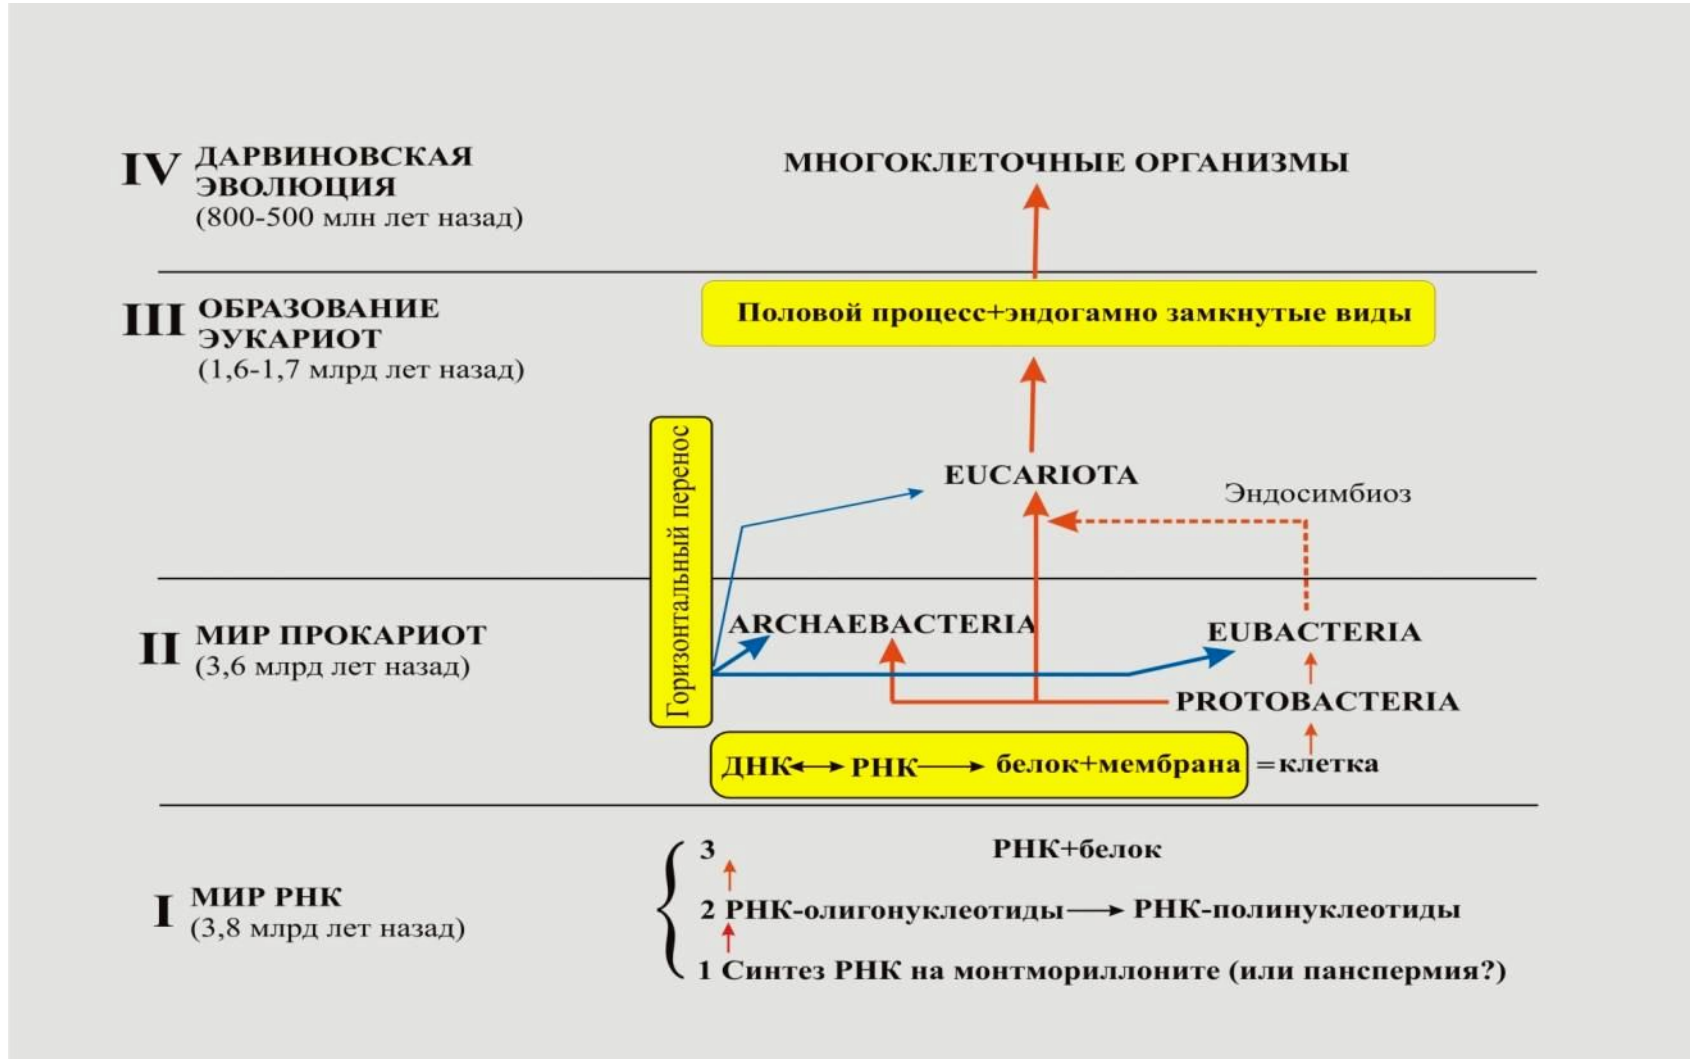 IV ДАРВИНОВСКАЯ
ЭВОЛЮЦИЯ
(800-500 млн лет назад)
МНОГОКЛЕТОЧНЫЕ ОРГАНИЗМЫ
III ОБРАЗОВАНИЕ
ЭУКАРИОТ
(1,6-1,7 млрд лет назад)
Половой процесс+эндогамно замкнутые виды
Горизонтальный перенос
EUCARIOTA
Эндосимбиоз
II МИР ПРОКАРИОТ
(3,6 млрд лет назад)
ARCHAEBACTERIA
EUBACTERIA
PROTOBACTERIA
ДНК↔РНК→белок+мембрана =клетка
I МИР РНК
(3,8 млрд лет назад)
3 РНК+белок
2 РНК-олигонуклеотиды→РНК-полинуклеотиды
1 Синтез РНК на монтмориллоните (или панспермия?)